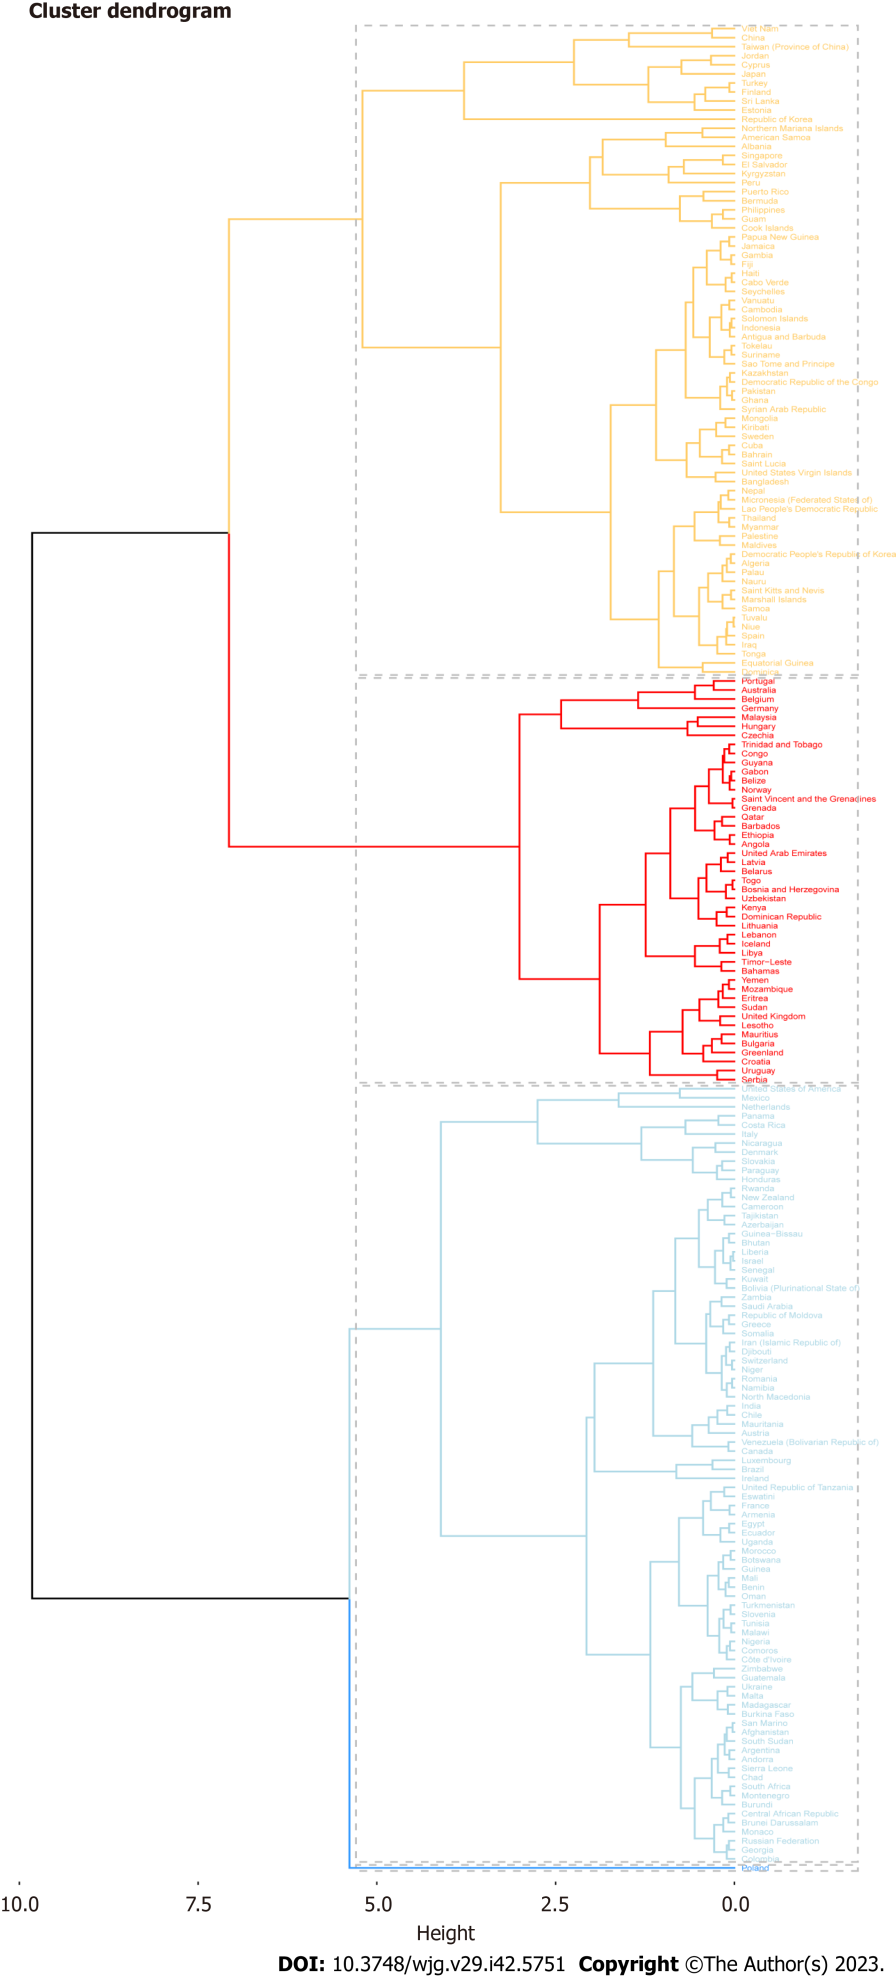 Cluster dendrogram
Viet Nam
China
Taiwan (Province of China)
Jordan
Cyprus
Japan
Turkey
Finland
Sri Lanka
Estonia
Republic of Korea
Northern Mariana Islands
American Samoa
Albania
Singapore
El Salvador
Kyrgyzstan
Peru
Puerto Rico
Bermuda
Philippines
Guam
Cook Islands
Papua New Guinea
Jamaica
Gambia
Fiji
Haiti
Cabo Verde
Seychelles
Vanuatu
Cambodia
Solomon Islands
Indonesia
Antigua and Barbuda
Tokelau
Suriname
Sao Tome and Principe
Kazakhstan
Democratic Republic of the Congo
Pakistan
Ghana
Syrian Arab Republic
Mongolia
Kiribati
Sweden
Cuba
Bahrain
Saint Lucia
United States Virgin Islands
Bangladesh
Nepal
Micronesia (Federated States of)
Lao People's Democratic Republic
Thailand
Myanmar
Palestine
Maldives
Democratic People's Republic of Korea
Algeria
Palau
Nauru
Saint Kitts and Nevis
Marshall Islands
Samoa
Tuvalu
Niue
Spain
Iraq
Tonga
Equatorial Guinea
Dominica
Portugal
Australia
Belgium
Germany
Malaysia
Hungary
Czechia
Trinidad and Tobago
Congo
Guyana
Gabon
Belize
Norway
Saint Vincent and the Grenadines
Grenada
Qatar
Barbados
Ethiopia
Angola
United Arab Emirates
Latvia
Belarus
Togo
Bosnia and Herzegovina
Uzbekistan
Kenya
Dominican Republic
Lithuania
Lebanon
Iceland
Libya
Timor−Leste
Bahamas
Yemen
Mozambique
Eritrea
Sudan
United Kingdom
Lesotho
Mauritius
Bulgaria
Greenland
Croatia
Uruguay
Serbia
United States of America
Mexico
Netherlands
Panama
Costa Rica
Italy
Nicaragua
Denmark
Slovakia
Paraguay
Honduras
Rwanda
New Zealand
Cameroon
Tajikistan
Azerbaijan
Guinea−Bissau
Bhutan
Liberia
Israel
Senegal
Kuwait
Bolivia (Plurinational State of)
Zambia
Saudi Arabia
Republic of Moldova
Greece
Somalia
Iran (Islamic Republic of)
Djibouti
Switzerland
Niger
Romania
Namibia
North Macedonia
India
Chile
Mauritania
Austria
Venezuela (Bolivarian Republic of)
Canada
Luxembourg
Brazil
Ireland
United Republic of Tanzania
Eswatini
France
Armenia
Egypt
Ecuador
Uganda
Morocco
Botswana
Guinea
Mali
Benin
Oman
Turkmenistan
Slovenia
Tunisia
Malawi
Nigeria
Comoros
Côte d'Ivoire
Zimbabwe
Guatemala
Ukraine
Malta
Madagascar
Burkina Faso
San Marino
Afghanistan
South Sudan
Argentina
Andorra
Sierra Leone
Chad
South Africa
Montenegro
Burundi
Central African Republic
Brunei Darussalam
Monaco
Russian Federation
Georgia
Colombia
Poland
10.0 7.5 5.0 2.5 0.0
Height
DOI: 10.3748/wjg.v29.i42.5751 Copyright ©The Author(s) 2023.